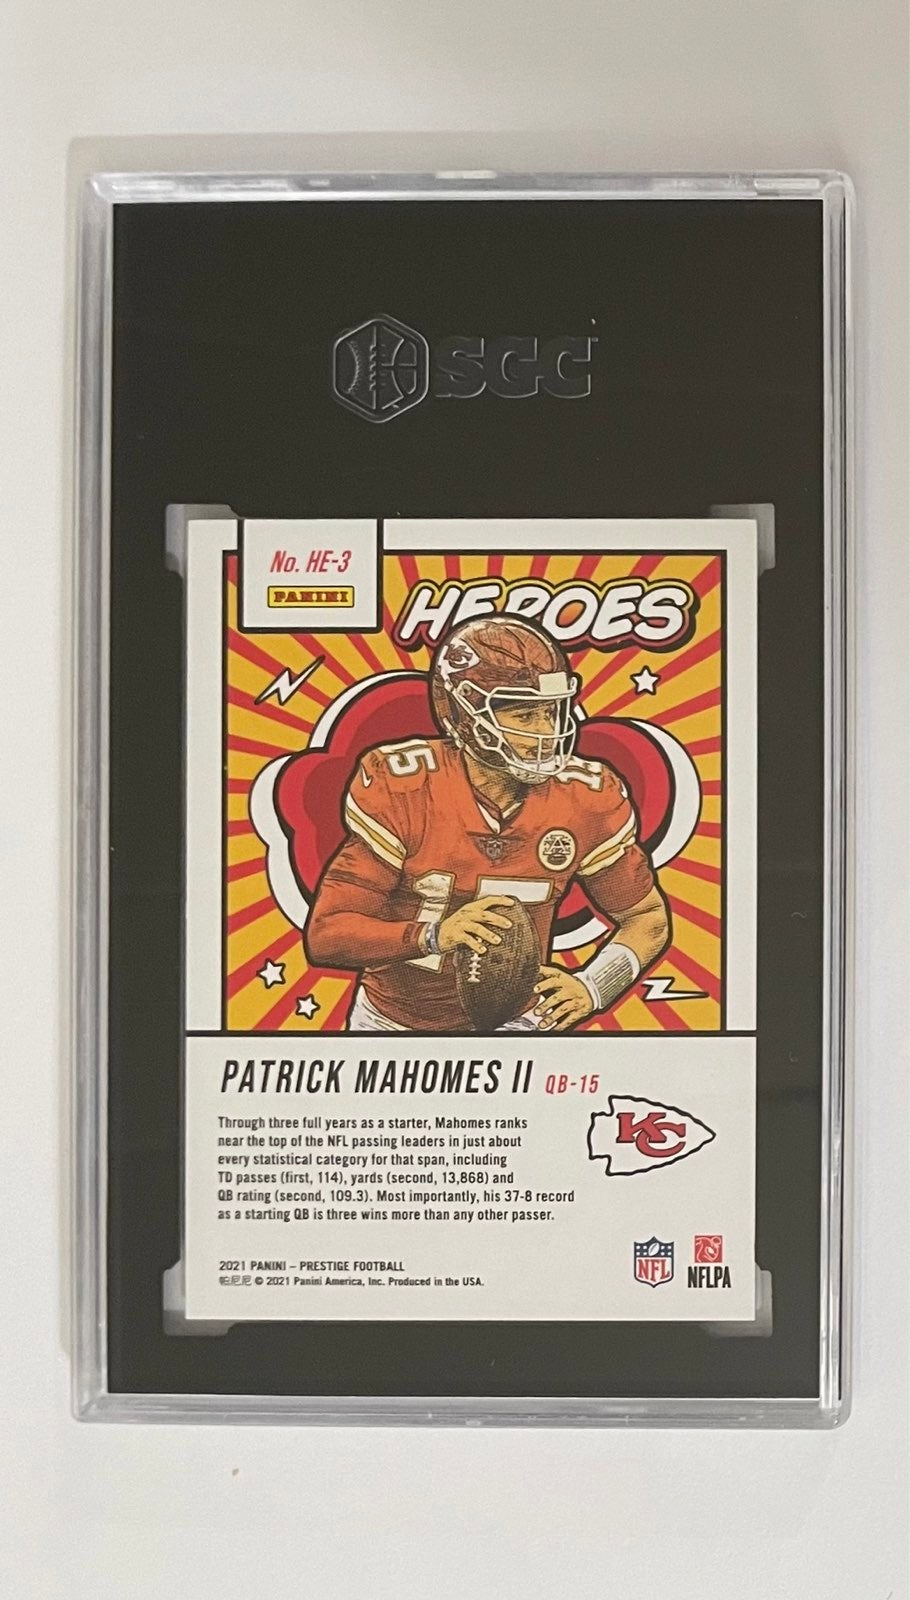 SGC
No. HE-3
PANINI
HEROES
15
15
KC
PATRICK MAHOMES II QB-15
Through three full years as a starter, Mahomes ranks
near the top of the NFL passing leaders in just about
every statistical category for that span, including
TD passes (first, 114), yards (second, 13,868) and
QB rating (second, 109.3). Most importantly, his 37-8 record
as a starting QB is three wins more than any other passer.
KC
2021 PANINI – PRESTIGE FOOTBALL
帕尼尼 © 2021 Panini America, Inc. Produced in the USA.
NFL
NFLPA